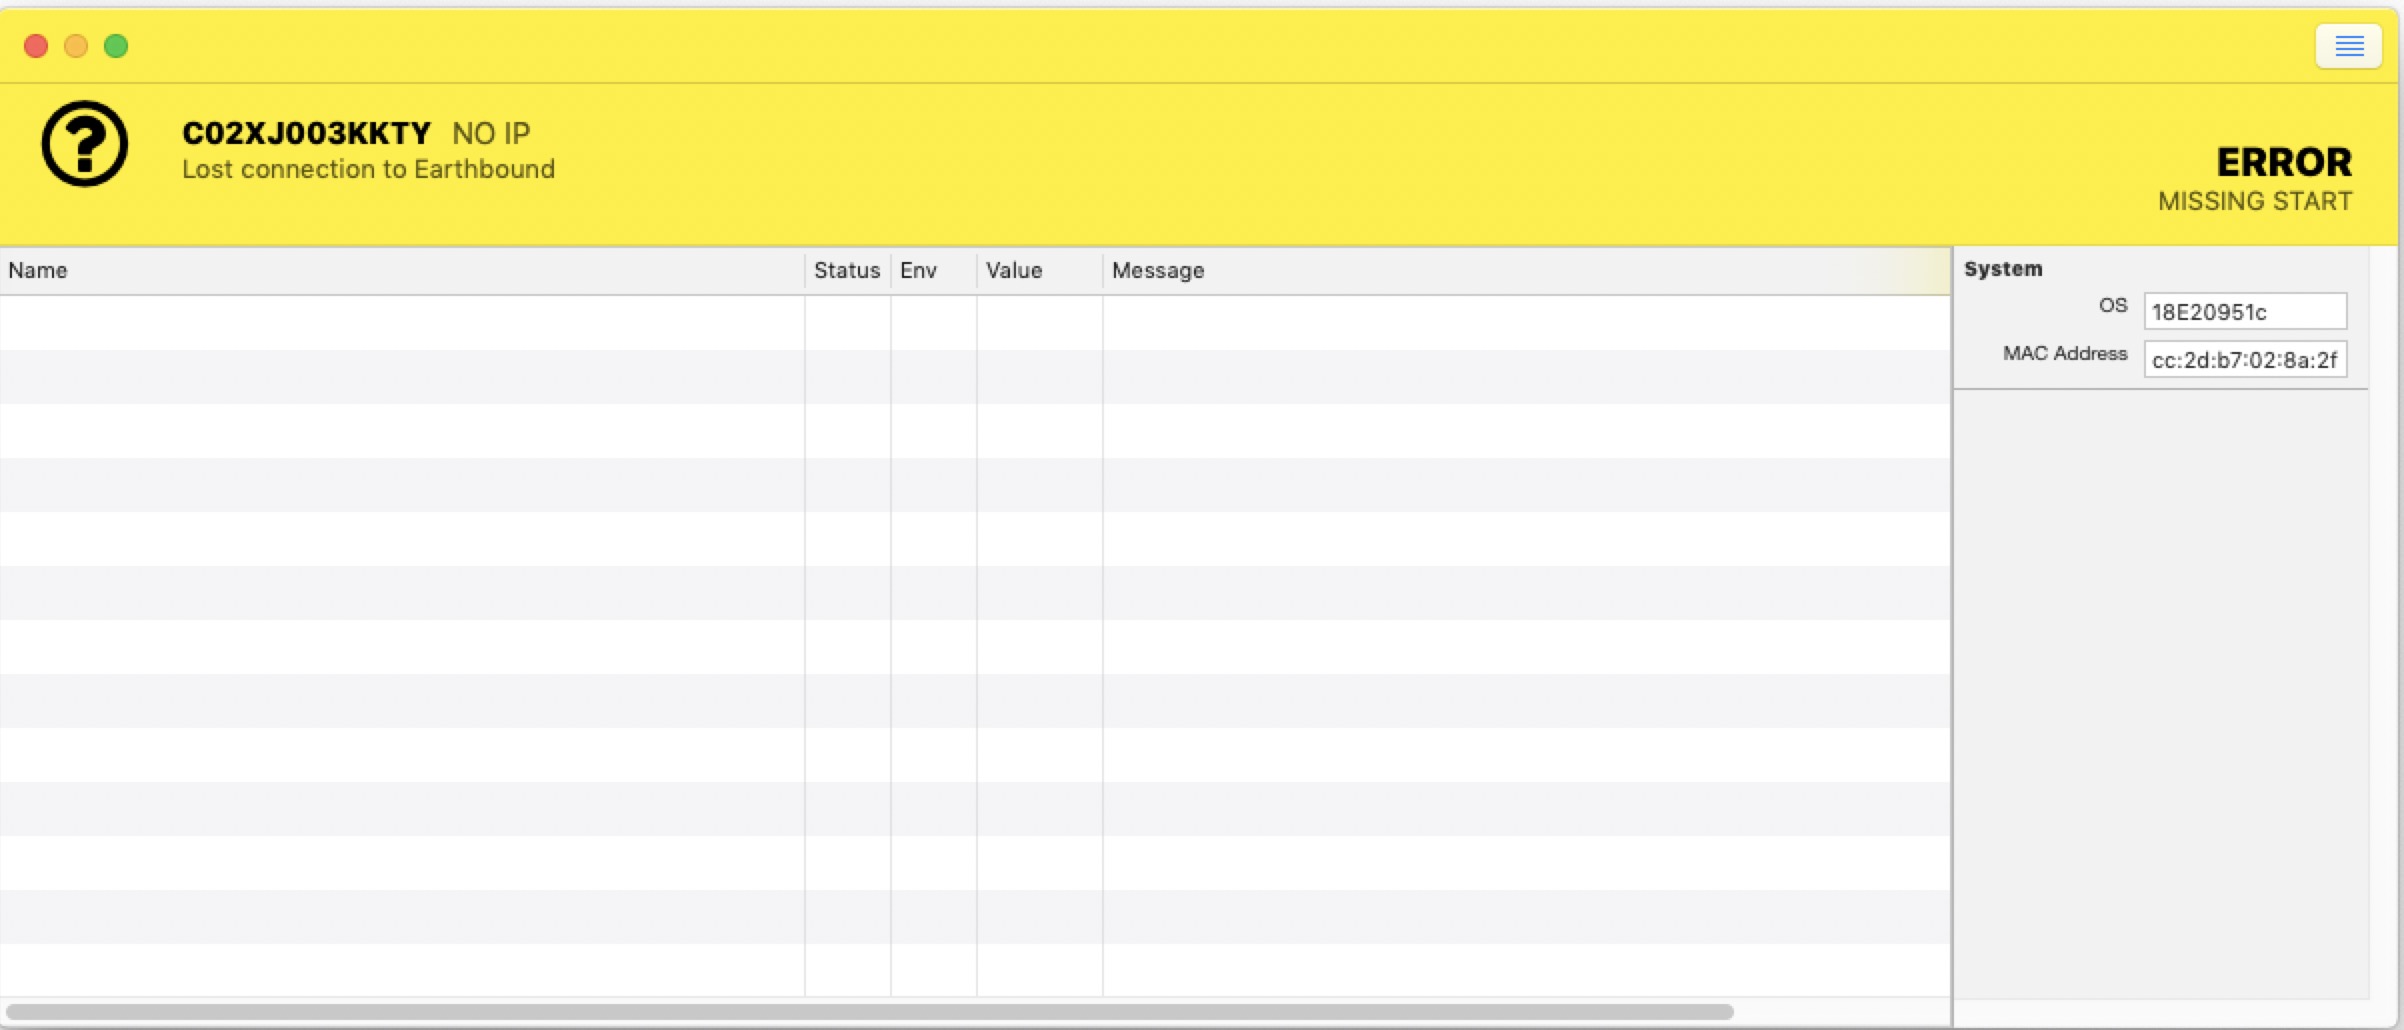 C02XJ003KKTY NO IP
Lost connection to Earthbound
ERROR
MISSING START
Name Status Env Value Message
System
OS 18E20951c
MAC Address cc:2d:b7:02:8a:2f